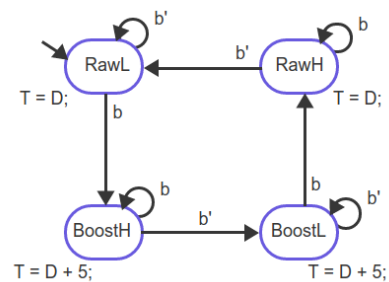 b'
b
RawL
b'
RawH
T = D;
b
T = D;
b
b'
b
b'
BoostH
BoostL
T = D + 5;
T = D + 5;